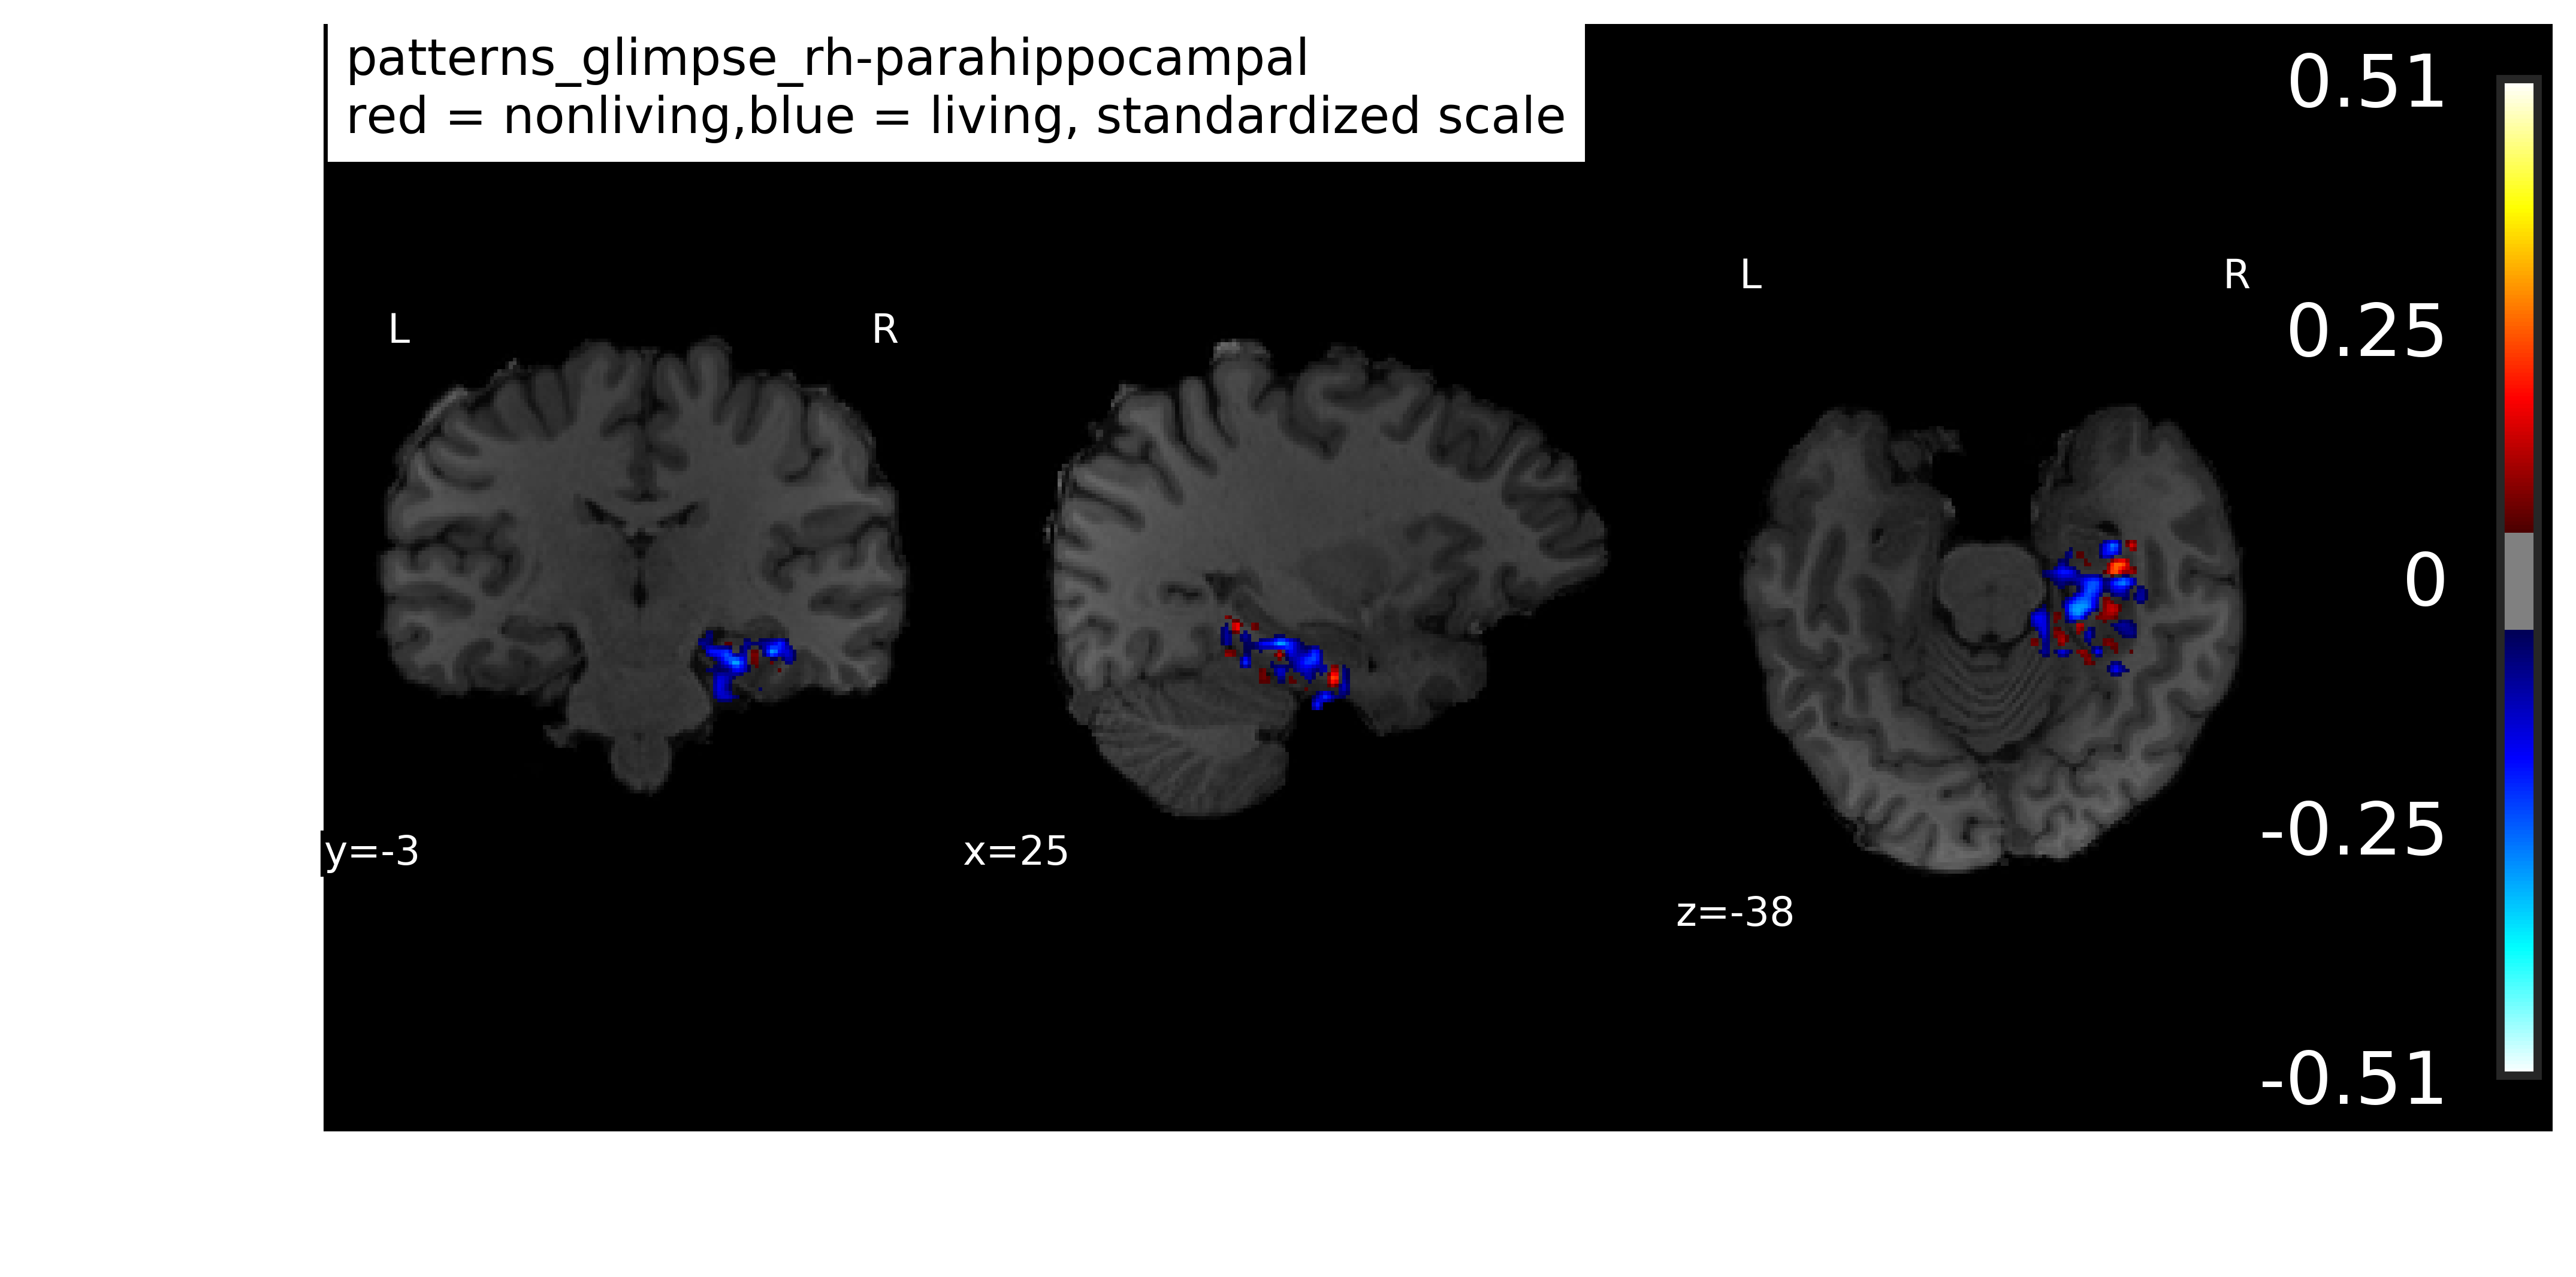 patterns_glimpse_rh-parahippocampal
red = nonliving,blue = living, standardized scale
L
R
L
R
0.51
0.25
0
-0.25
-0.51
y=-3
x=25
z=-38